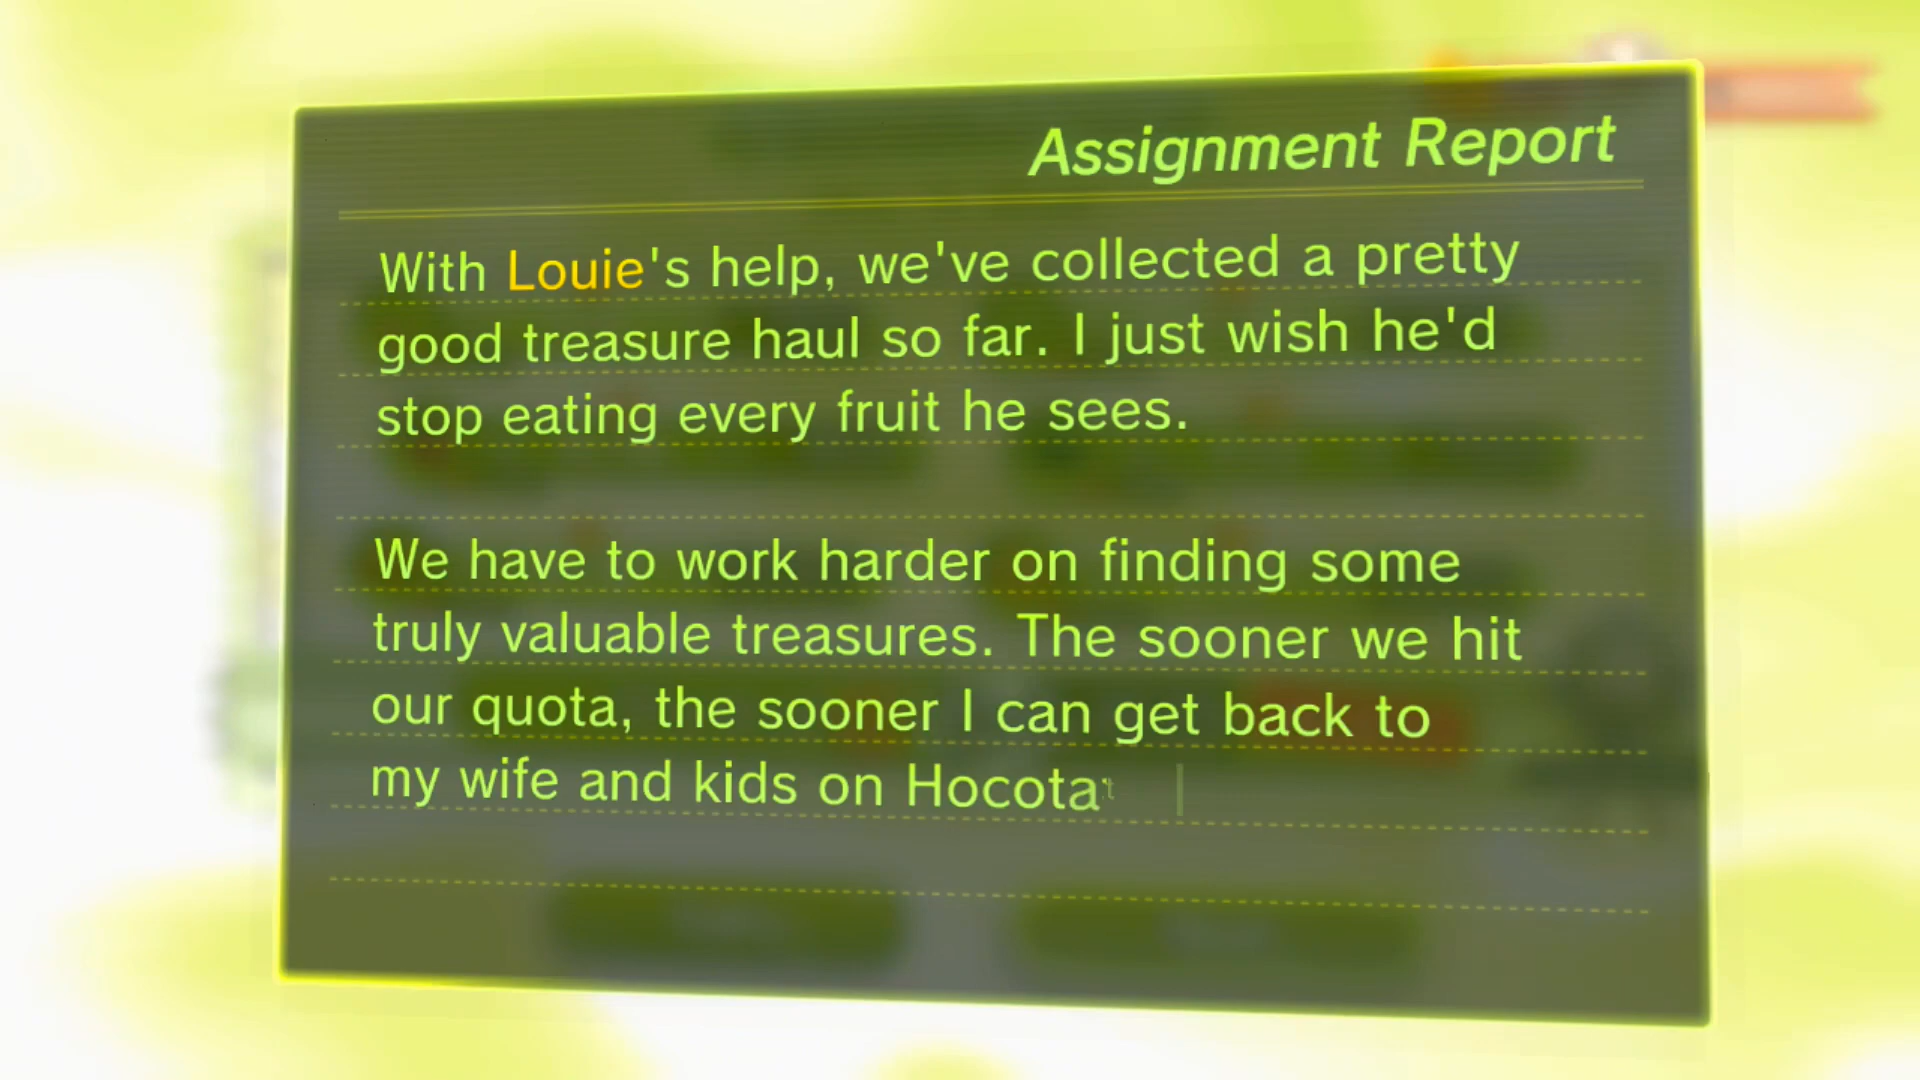 Assignment Report
With Louie's help, we've collected a pretty
good treasure haul so far. I just wish he'd
stop eating every fruit he sees.
We have to work harder on finding some
truly valuable treasures. The sooner we hit
our quota, the sooner I can get back to
my wife and kids on Hocotat